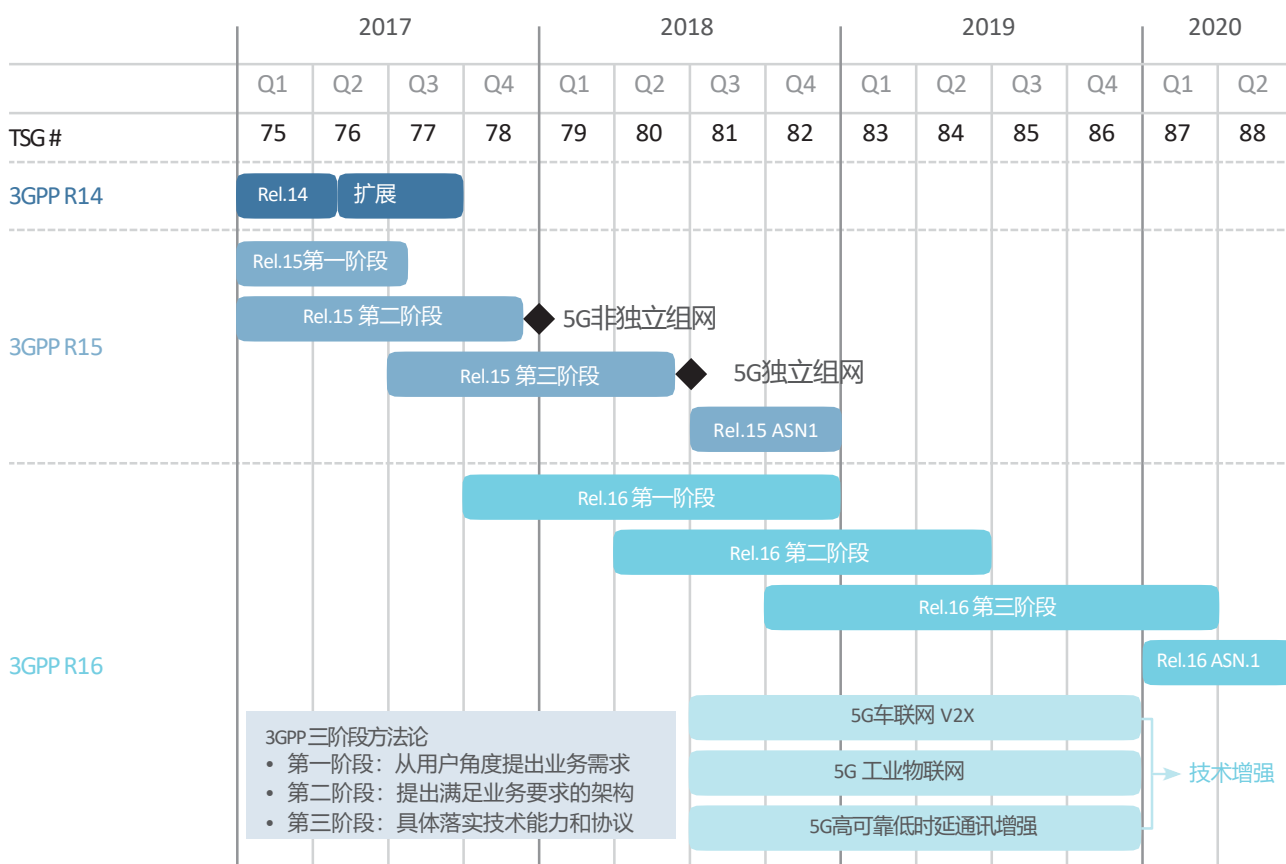 2017 2018 2019 2020
Q1 Q2 Q3 Q4 Q1 Q2 Q3 Q4 Q1 Q2 Q3 Q4 Q1 Q2
TSG # 75 76 77 78 79 80 81 82 83 84 85 86 87 88
3GPP R14 Rel.14 扩展
Rel.15第一阶段
Rel.15 第二阶段 5G非独立组网
3GPP R15
Rel.15 第三阶段 5G独立组网
Rel.15 ASN1
Rel.16 第一阶段
Rel.16 第二阶段
Rel.16 第三阶段
3GPP R16 Rel.16 ASN.1
5G车联网 V2X
5G 工业物联网
5G高可靠低时延通讯增强
技术增强
3GPP 三阶段方法论
• 第一阶段：从用户角度提出业务需求
• 第二阶段：提出满足业务要求的架构
• 第三阶段：具体落实技术能力和协议